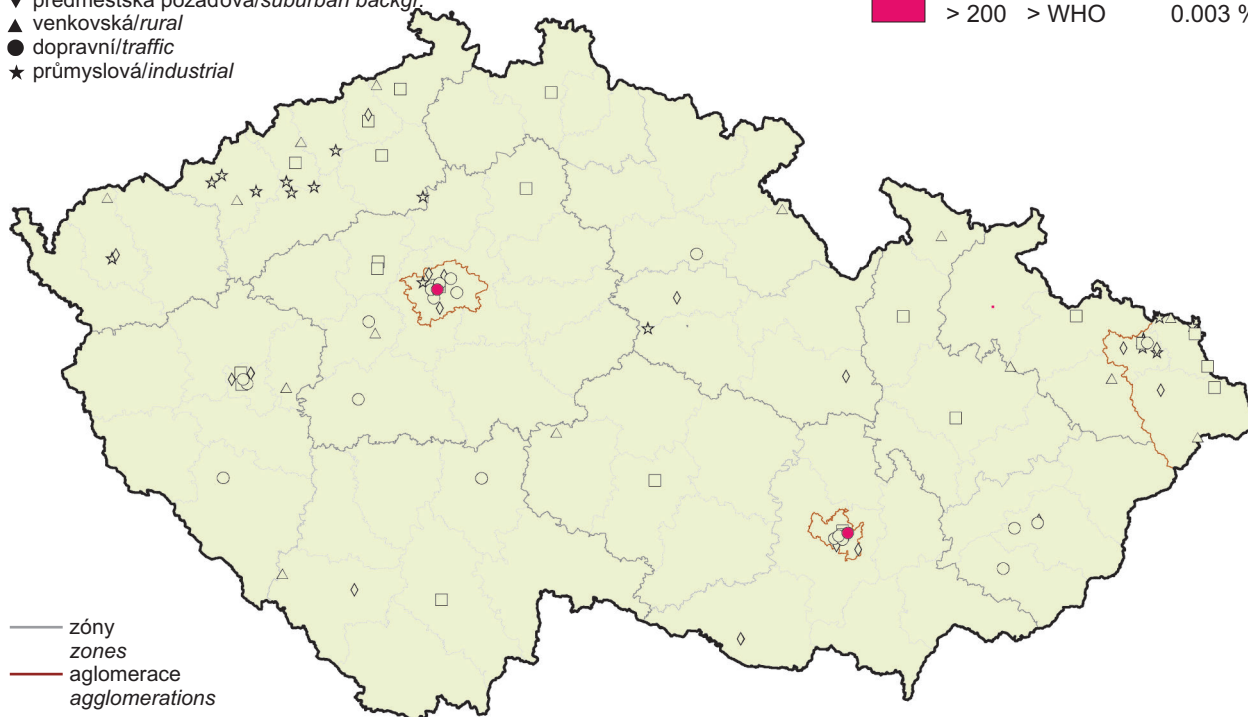 předměstská pozaďová/suburban backgr.
venkovská/rural
dopravní/traffic
průmyslová/industrial
> 200 > WHO 0.003 %
zóny
zones
aglomerace
agglomerations